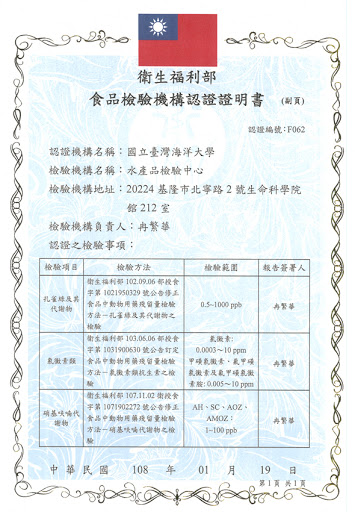 衛生福利部
食品檢驗機構認證證明書 (副頁)
認證編號:F062
認證機構名稱：國立臺灣海洋大學
檢驗機構名稱：水產品檢驗中心
檢驗機構地址：20224 基隆市北寧路 2 號生命科學院
館 212 室
檢驗機構負責人：冉繁華
認證之檢驗事項：
檢驗項目 檢驗方法 檢驗範圍 報告簽署人
孔雀綠及其
代謝物
衛生福利部 102.09.06 部授食
字第 1021950329 號公告修正
食品中動物用藥殘留量檢驗
方法－孔雀綠及其代謝物之
檢驗
0.5~1000 ppb
冉繁華
氯黴素類
衛生福利部 103.06.06 部授食
字第 1031900630 號公告訂定
食品中動物用藥殘留量檢驗
方法－氯黴素類抗生素之檢
驗
氯黴素:
0.0003~10 ppm
甲磺氯黴素、氟甲磺
氯黴素及氟甲磺氯黴
素胺: 0.005~10 ppm
冉繁華
硝基呋喃代
謝物
衛生福利部 107.11.02 衛授食
字第 1071902272 號公告修正
食品中動物用藥殘留量檢驗
方法－硝基呋喃代謝物之檢
驗
AH、SC、AOZ、
AMOZ：
1~100 ppb
冉繁華
中華民國 108 年 01 月 19 日
第 1 頁 共 1 頁